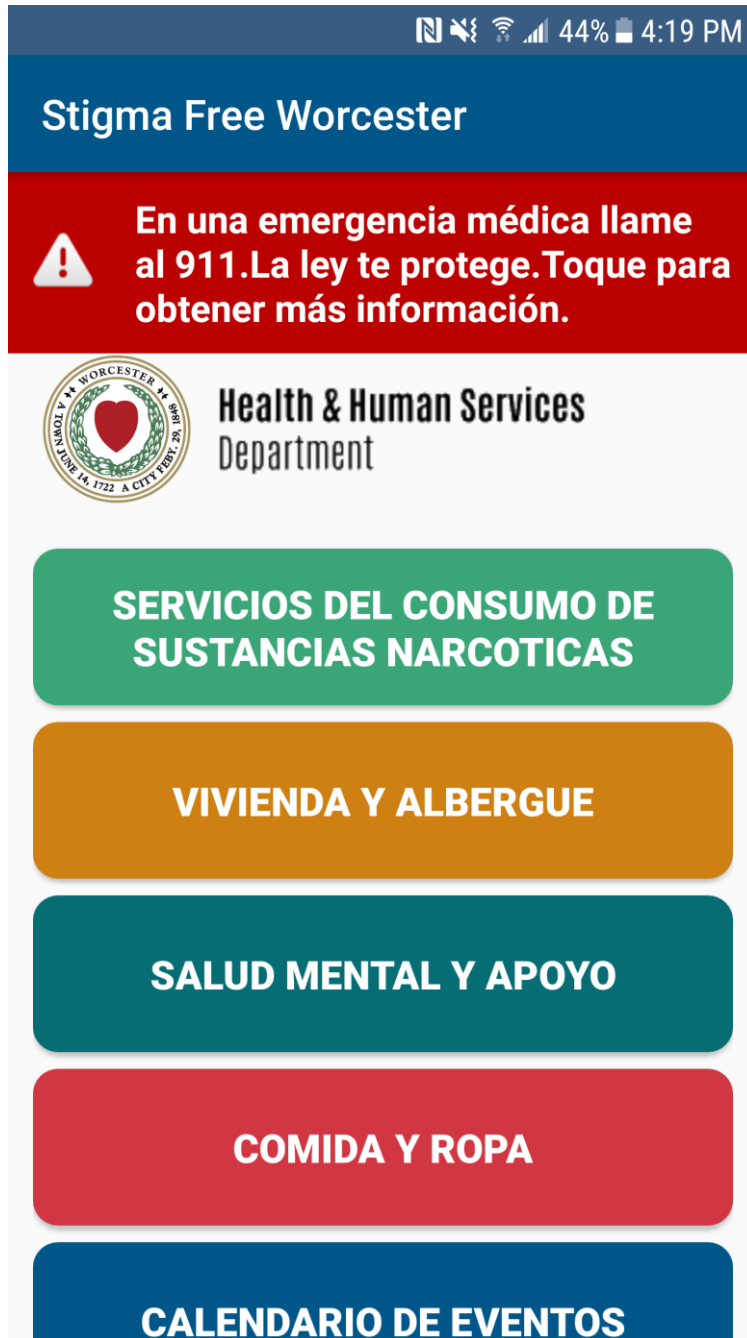 44% 4:19 PM
Stigma Free Worcester
En una emergencia médica llame
al 911.La ley te protege.Toque para
obtener más información.
WORCESTER
A TOWN JUNE 14, 1722 A CITY FEBY. 29, 1848
Health & Human Services
Department
SERVICIOS DEL CONSUMO DE
SUSTANCIAS NARCOTICAS
VIVIENDA Y ALBERGUE
SALUD MENTAL Y APOYO
COMIDA Y ROPA
CALENDARIO DE EVENTOS